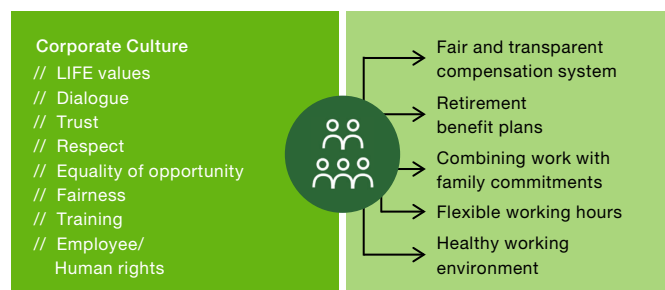 Corporate Culture
// LIFE values
// Dialogue
// Trust
// Respect
// Equality of opportunity
// Fairness
// Training
// Employee/
Human rights
Fair and transparent
compensation system
Retirement
benefit plans
Combining work with
family commitments
Flexible working hours
Healthy working
environment